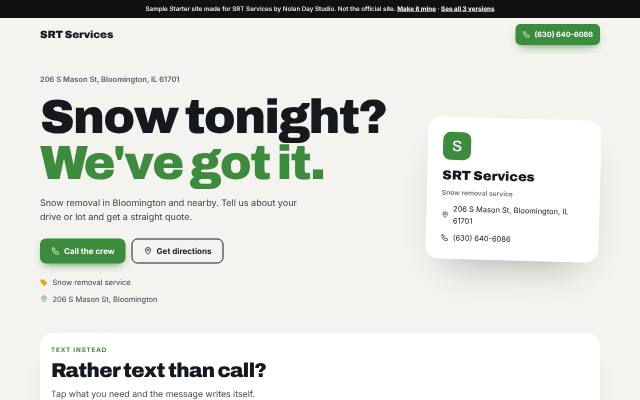 Sample Starter site made for SRT Services by Nolan Day Studio. Not the official site. Make it mine · See all 3 versions
SRT Services
(630) 640-6086
206 S Mason St, Bloomington, IL 61701
Snow tonight?
We've got it.
Snow removal in Bloomington and nearby. Tell us about your
drive or lot and get a straight quote.
Call the crew
Get directions
Snow removal service
206 S Mason St, Bloomington
S
SRT Services
Snow removal service
206 S Mason St, Bloomington, IL
61701
(630) 640-6086
TEXT INSTEAD
Rather text than call?
Tap what you need and the message writes itself.